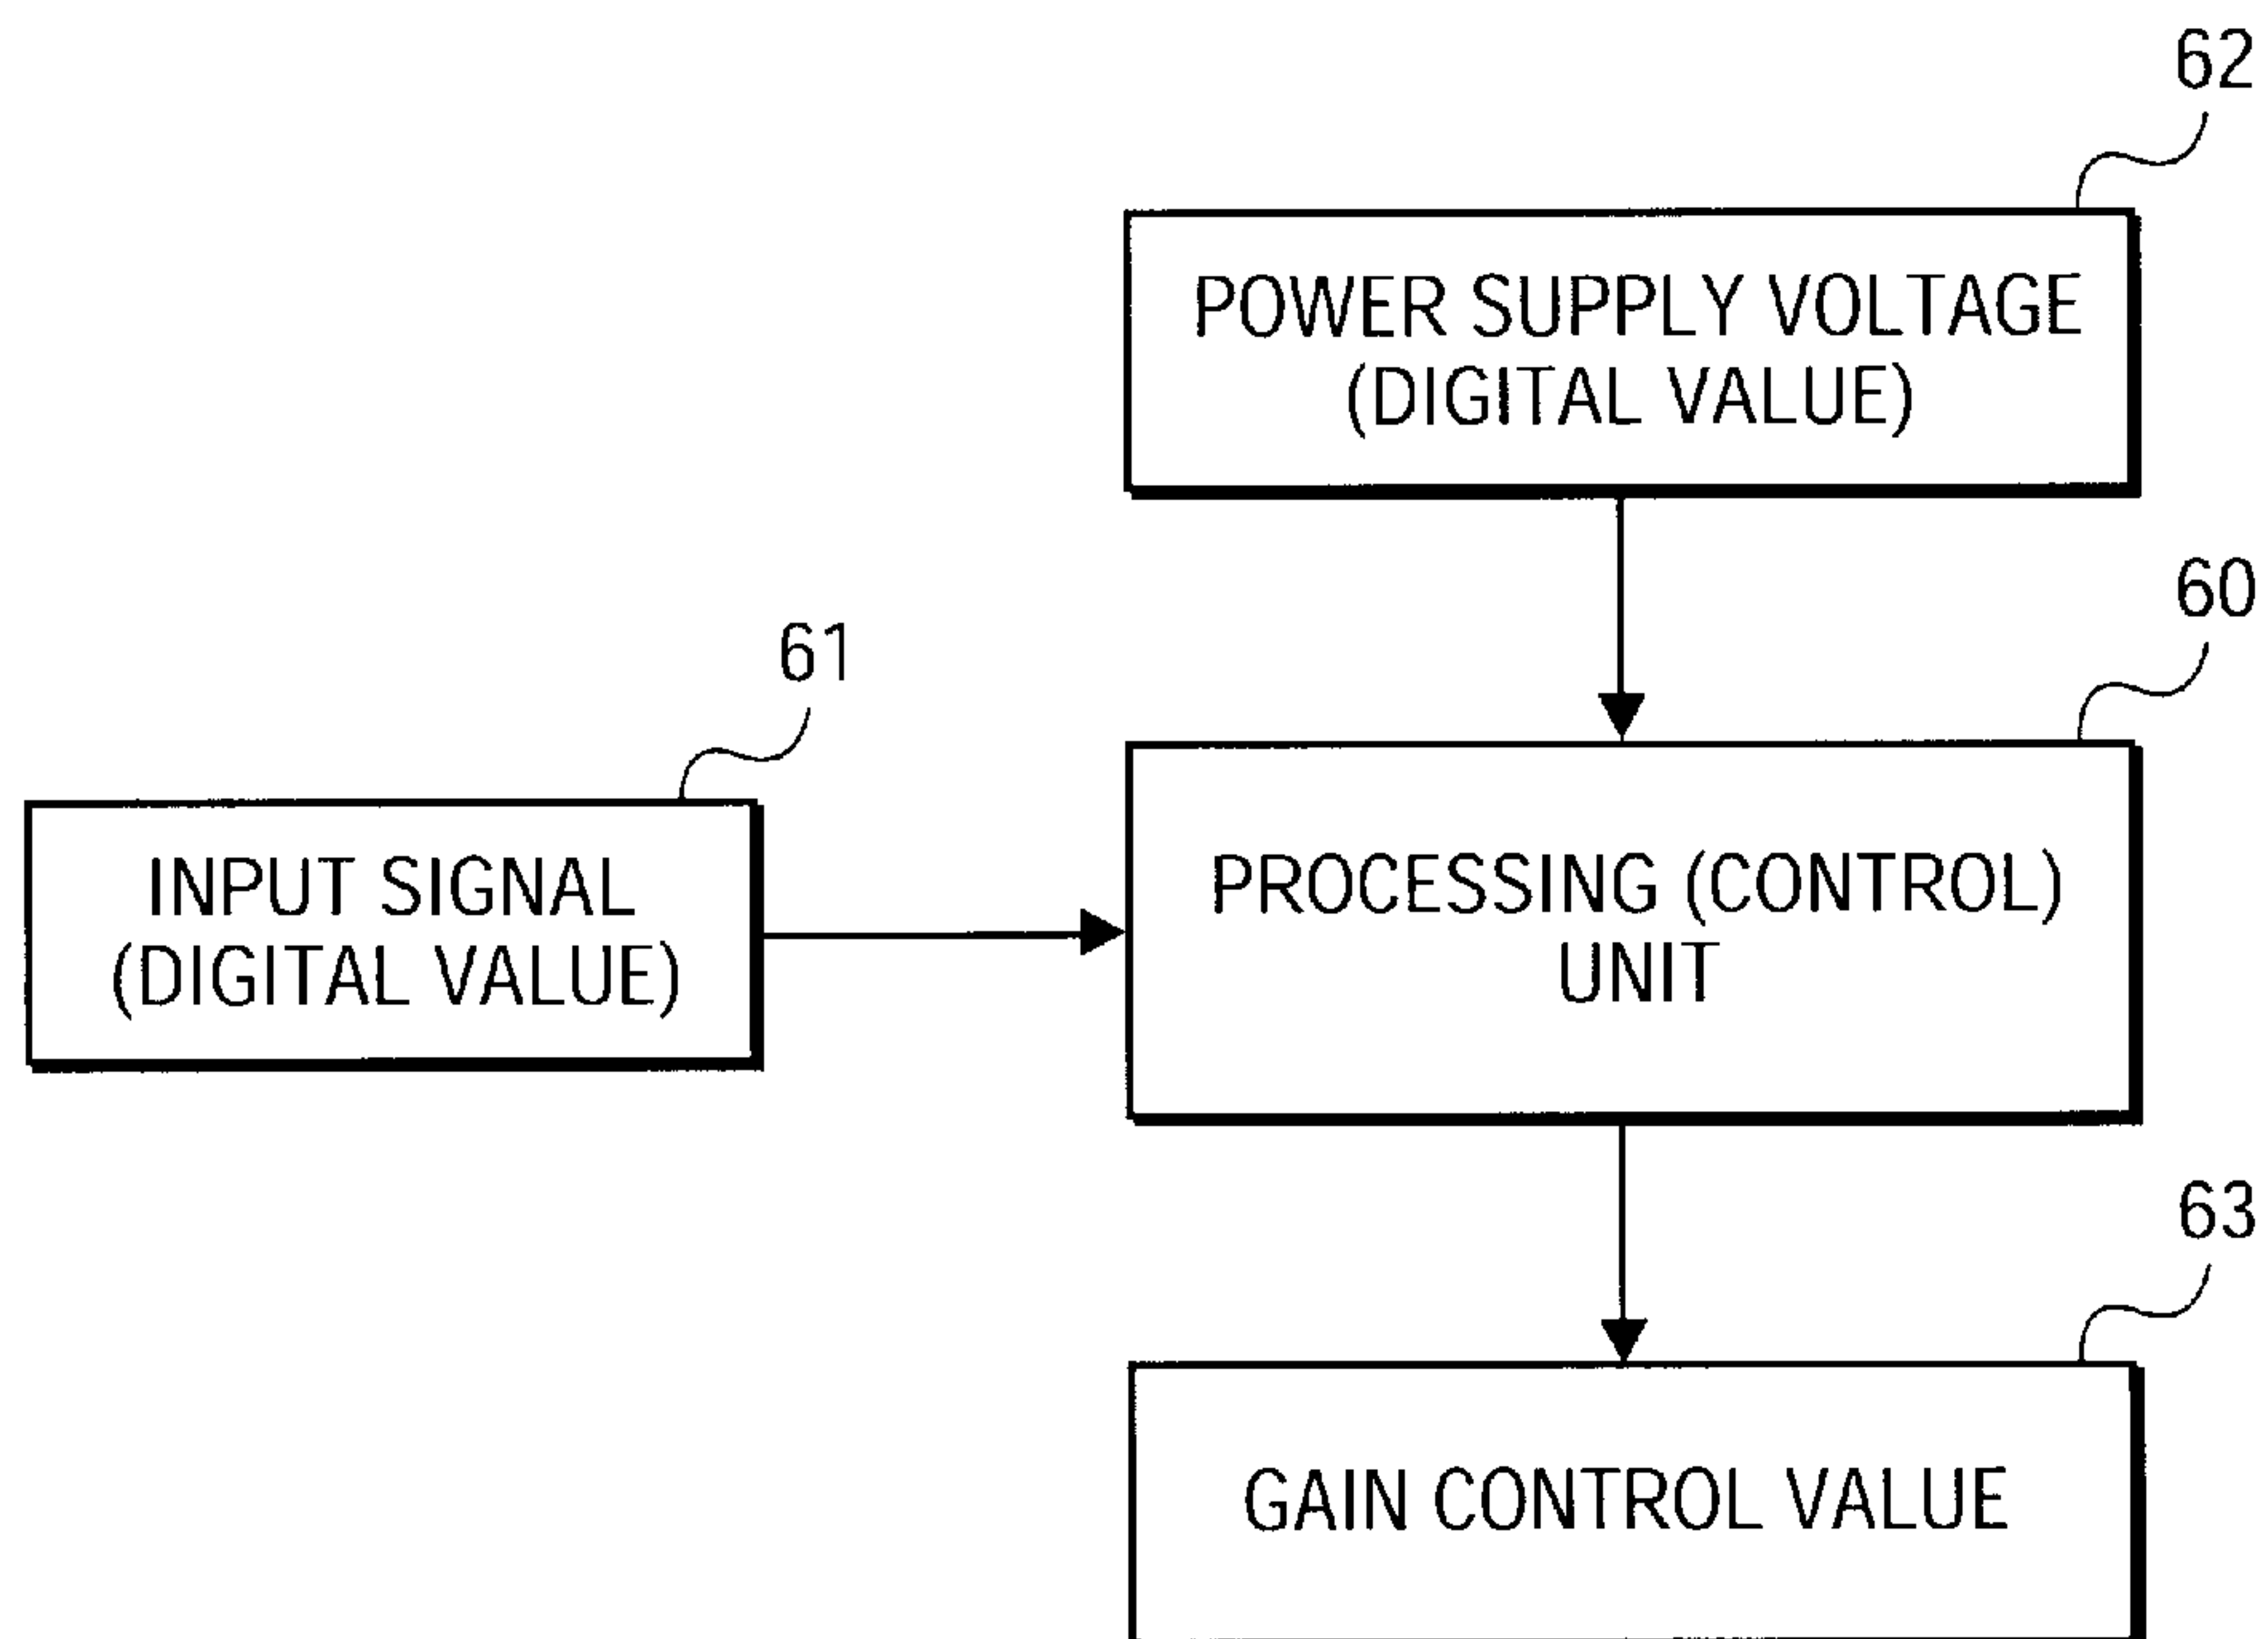 62
POWER SUPPLY VOLTAGE
(DIGITAL VALUE)
60
61
INPUT SIGNAL
(DIGITAL VALUE)
PROCESSING (CONTROL)
UNIT
63
GAIN CONTROL VALUE